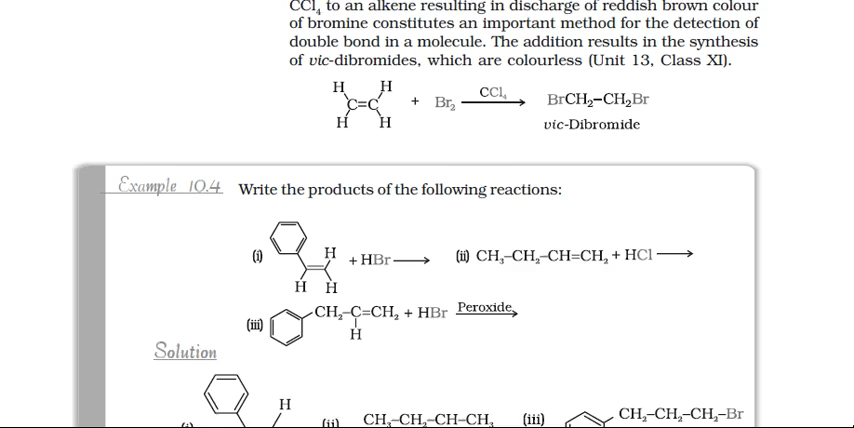 CCl₄ to an alkene resulting in discharge of reddish brown colour
of bromine constitutes an important method for the detection of
double bond in a molecule. The addition results in the synthesis
of vic-dibromides, which are colourless (Unit 13, Class XI).
H H
C=C + Br₂ CCl₄ → BrCH₂–CH₂Br
H H vic-Dibromide
Example 10.4 Write the products of the following reactions:
(i) H H H + HBr → (ii) CH₃–CH₂–CH=CH₂ + HCl →
(iii) CH₂–C=CH₂ + HBr Peroxide →
H
Solution
(i) H (ii) CH₃–CH₂–CH–CH₃ (iii) CH₂–CH₂–CH₂–Br